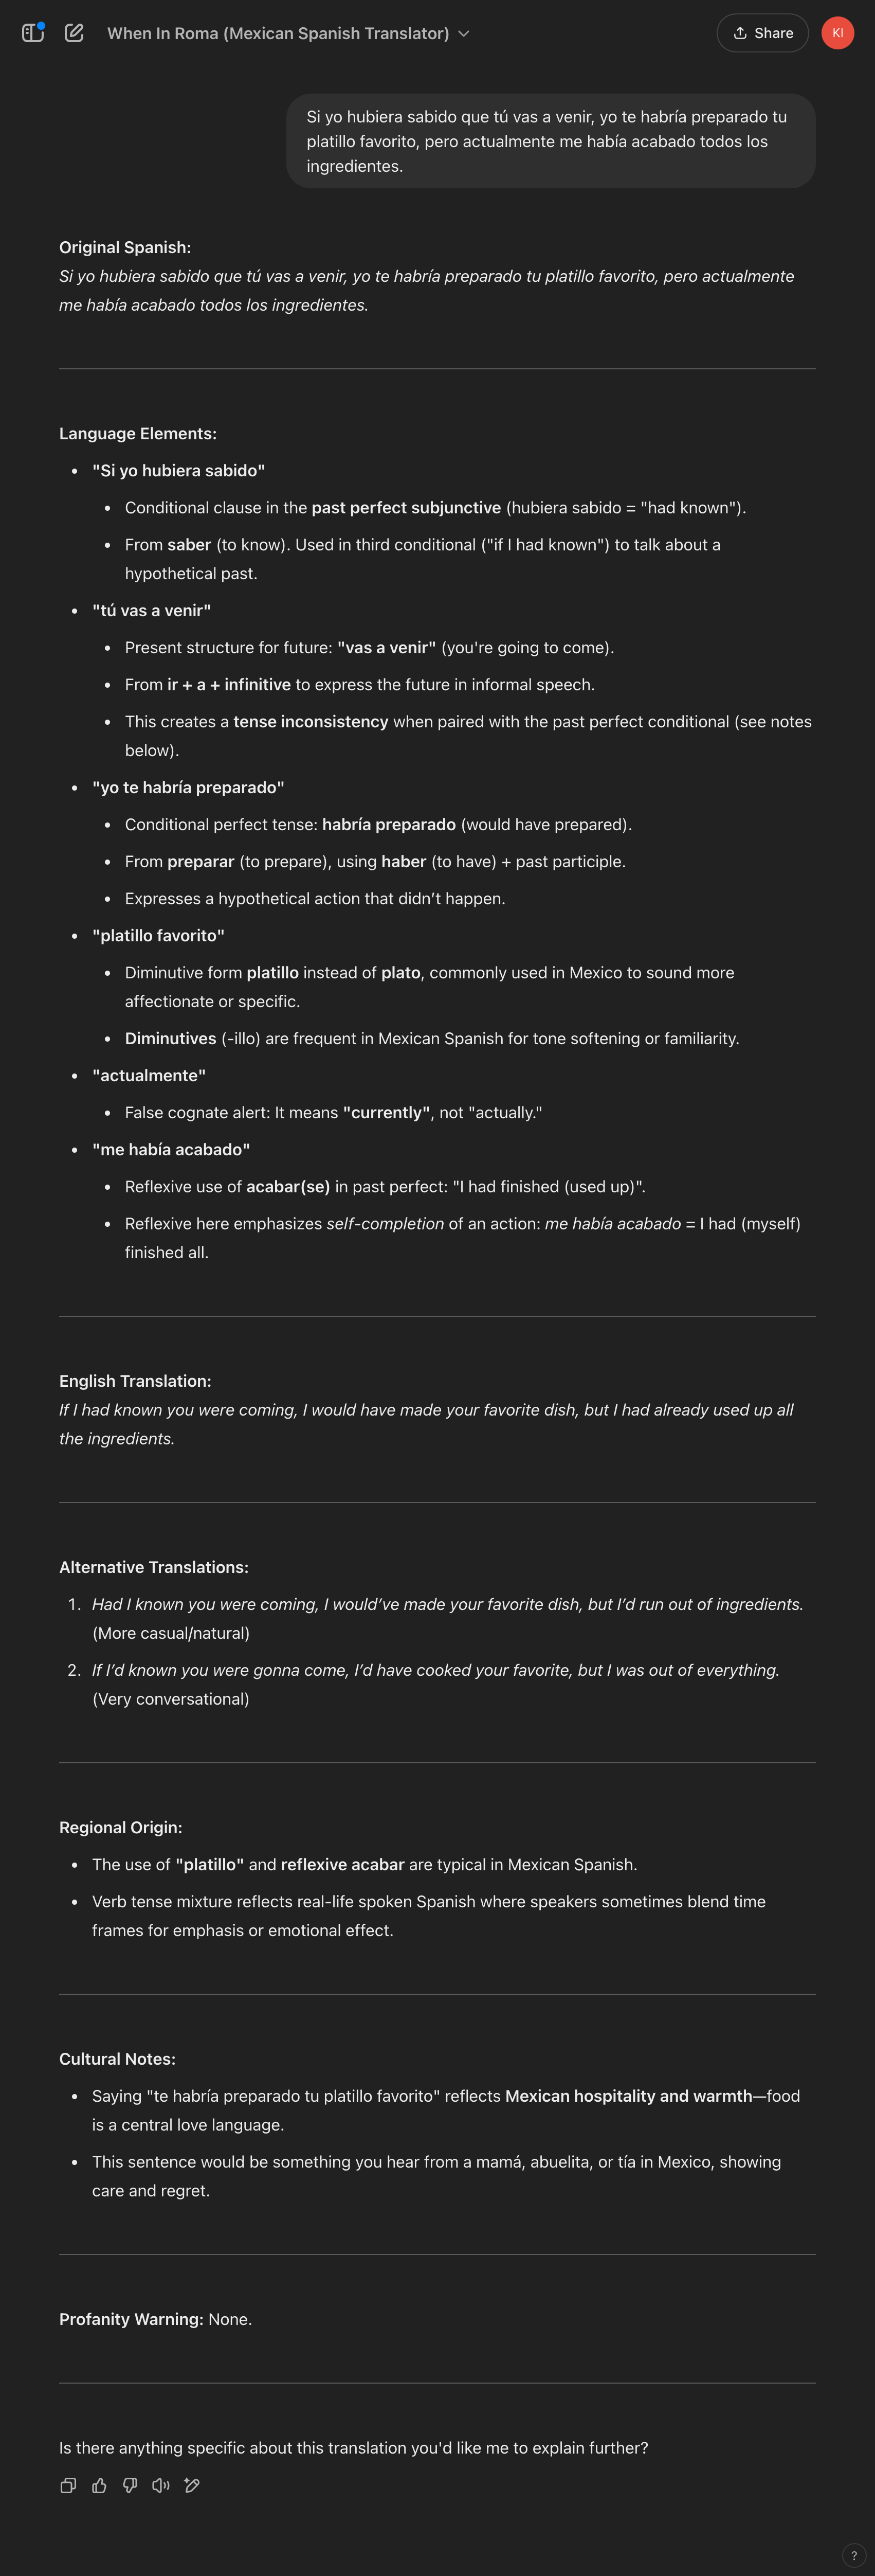 When In Roma (Mexican Spanish Translator)
Share
KI
Si yo hubiera sabido que tú vas a venir, yo te habría preparado tu
platillo favorito, pero actualmente me había acabado todos los
ingredientes.
Original Spanish:
Si yo hubiera sabido que tú vas a venir, yo te habría preparado tu platillo favorito, pero actualmente
me había acabado todos los ingredientes.
Language Elements:
• "Si yo hubiera sabido"
• Conditional clause in the past perfect subjunctive (hubiera sabido = "had known").
• From saber (to know). Used in third conditional ("if I had known") to talk about a
hypothetical past.
• "tú vas a venir"
• Present structure for future: "vas a venir" (you're going to come).
• From ir + a + infinitive to express the future in informal speech.
• This creates a tense inconsistency when paired with the past perfect conditional (see notes
below).
• "yo te habría preparado"
• Conditional perfect tense: habría preparado (would have prepared).
• From preparar (to prepare), using haber (to have) + past participle.
• Expresses a hypothetical action that didn’t happen.
• "platillo favorito"
• Diminutive form platillo instead of plato, commonly used in Mexico to sound more
affectionate or specific.
• Diminutives (-illo) are frequent in Mexican Spanish for tone softening or familiarity.
• "actualmente"
• False cognate alert: It means "currently", not "actually."
• "me había acabado"
• Reflexive use of acabar(se) in past perfect: "I had finished (used up)".
• Reflexive here emphasizes self-completion of an action: me había acabado = I had (myself)
finished all.
English Translation:
If I had known you were coming, I would have made your favorite dish, but I had already used up all
the ingredients.
Alternative Translations:
1. Had I known you were coming, I would’ve made your favorite dish, but I’d run out of ingredients.
(More casual/natural)
2. If I’d known you were gonna come, I’d have cooked your favorite, but I was out of everything.
(Very conversational)
Regional Origin:
• The use of "platillo" and reflexive acabar are typical in Mexican Spanish.
• Verb tense mixture reflects real-life spoken Spanish where speakers sometimes blend time
frames for emphasis or emotional effect.
Cultural Notes:
• Saying "te habría preparado tu platillo favorito" reflects Mexican hospitality and warmth—food
is a central love language.
• This sentence would be something you hear from a mamá, abuelita, or tía in Mexico, showing
care and regret.
Profanity Warning: None.
Is there anything specific about this translation you'd like me to explain further?
?